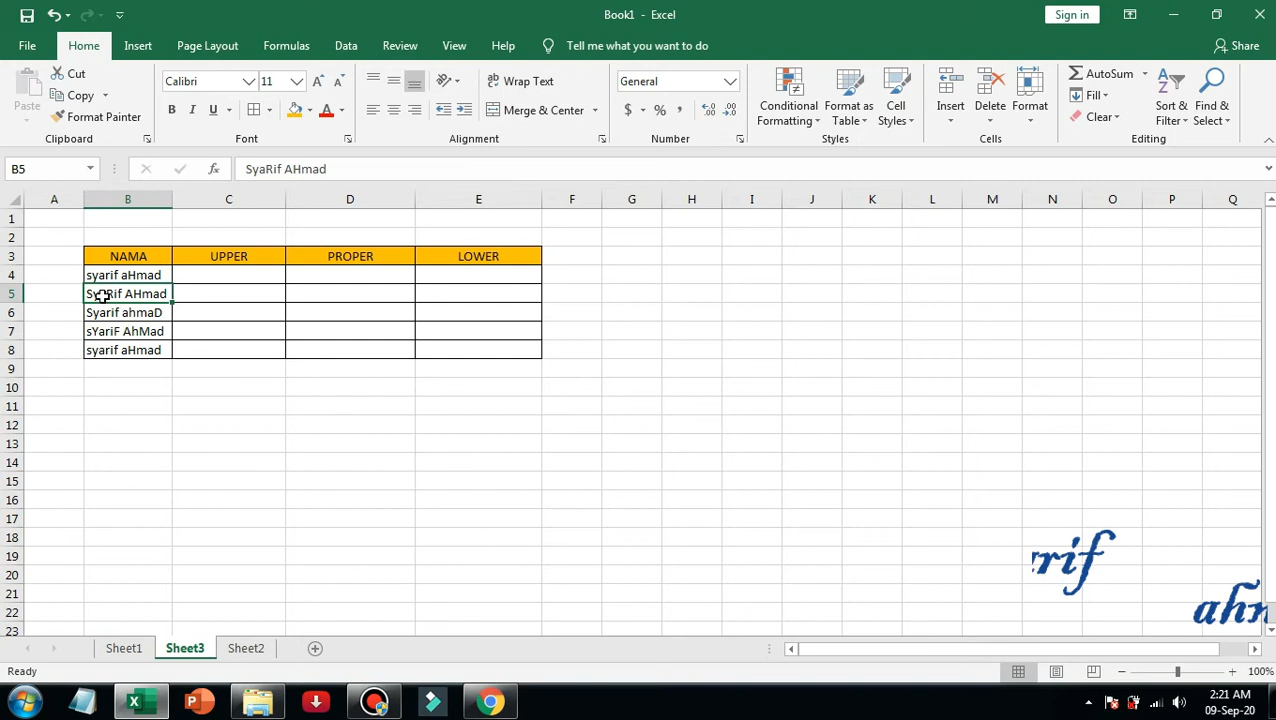 Book1 - Excel
Sign in
File Home Insert Page Layout Formulas Data Review View Help Tell me what you want to do Share
Paste
Cut
Copy
Format Painter
Clipboard
Calibri 11
B I U
Font
Wrap Text
Merge & Center
Alignment
General
$ % ,
Number
Conditional Formatting
Format as Table
Cell Styles
Styles
Insert
Delete
Format
Cells
AutoSum
Fill
Clear
Sort & Filter
Find & Select
Editing
B5 fx SyaRif AHmad
A B C D E F G H I J K L M N O P Q
1
2
3 NAMA UPPER PROPER LOWER
4 syarif aHmad
5 SyaRif AHmad
6 Syarif ahmaD
7 sYariF AhMad
8 syarif aHmad
9
10
11
12
13
14
15
16
17
18
19
20
21
22
23
rif
ah
Sheet1 Sheet3 Sheet2
Ready 100%
2:21 AM
09-Sep-20